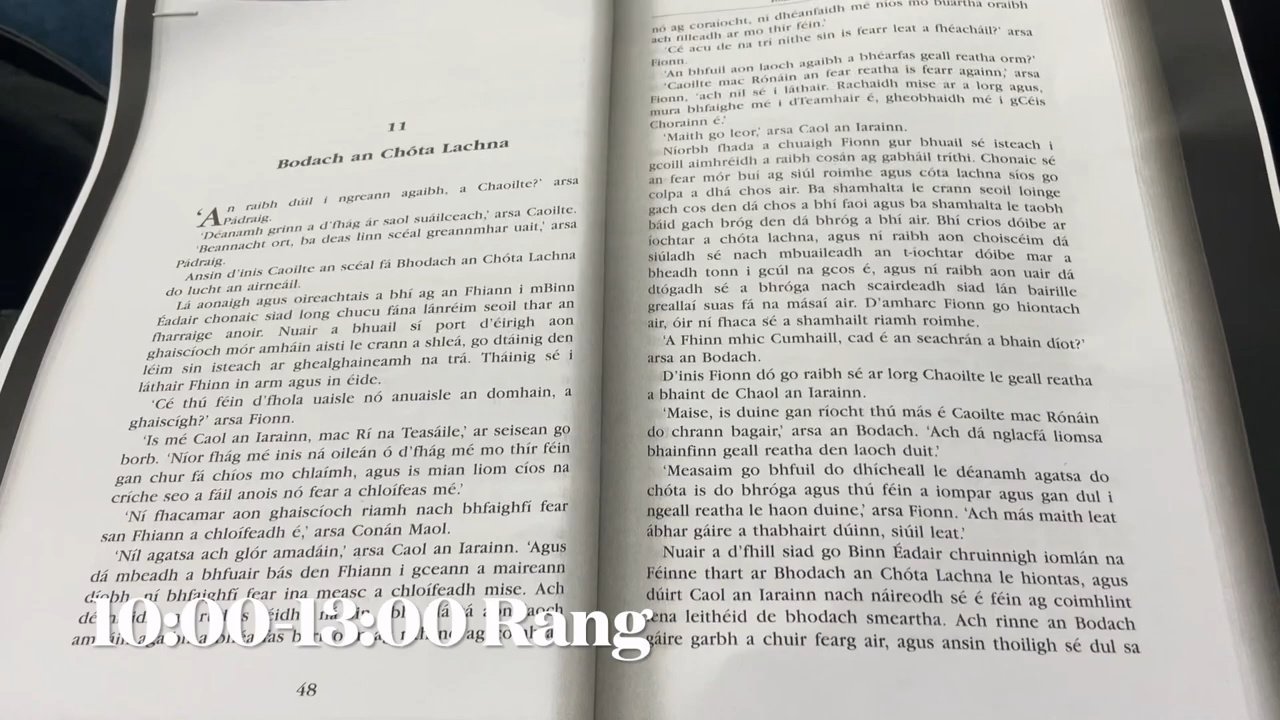 11
Bodach an Chóta Lachna
'An raibh dúil i ngreann agaibh, a Chaoilte?' arsa
Pádraig.
'Déanamh grinn a d'fhág ár saol suáilceach,' arsa Caoilte.
'Beannacht ort, ba deas linn scéal greannmhar uait,' arsa
Pádraig.
Ansin d'inis Caoilte an scéal fá Bhodach an Chóta Lachna
do lucht an airneáil.
Lá aonaigh agus oireachtais a bhí ag an Fhiann i mBinn
Éadair chonaic siad long chucu fána lánréim seoil thar an
fharraige anoir. Nuair a bhuail sí port d'éirigh aon
ghaiscíoch mór amháin aisti le crann a shleá, go dtáinig den
léim sin isteach ar ghealghaineamh na trá. Tháinig sé i
láthair Fhinn in arm agus in éide.
'Cé thú féin d'fhola uaisle nó anuaisle an domhain, a
ghaiscígh?' arsa Fionn.
'Is mé Caol an Iarainn, mac Rí na Teasáile,' ar seisean go
borb. 'Níor fhág mé inis ná oileán ó d'fhág mé mo thír féin
gan chur fá chíos mo chlaímh, agus is mian liom cíos na
críche seo a fáil anois nó fear a chloífeas mé.'
'Ní fhacamar aon ghaiscíoch riamh nach bhfaighfí fear
san Fhiann a chloífeadh é,' arsa Conán Maol.
'Níl agatsa ach glór amadáin,' arsa Caol an Iarainn. 'Agus
dá mbeadh a bhfuair bás den Fhiann i gceann a maireann
díobh, ní bhfaighfí fear ina measc a chloífeadh mise. Ach
10:00-13:00 Rang
48
nó ag coraíocht, ní dhéanfaidh mé níos mó buartha oraibh
ach filleadh ar mo thír féin.'
'Cé acu de na trí nithe sin is fearr leat a fhéacháil?' arsa
Fionn.
'An bhfuil aon laoch agaibh a bhéarfas geall reatha orm?'
'Caoilte mac Rónáin an fear reatha is fearr againn,' arsa
Fionn, 'ach níl sé i láthair. Rachaidh mise ar a lorg agus,
mura bhfaighe mé i dTeamhair é, gheobhaidh mé i gCéis
Chorainn é.'
'Maith go leor,' arsa Caol an Iarainn.
Níorbh fhada a chuaigh Fionn gur bhuail sé isteach i
gcoill aimhréidh a raibh cosán ag gabháil tríthi. Chonaic sé
an fear mór buí ag siúl roimhe agus cóta lachna síos go
colpa a dhá chos air. Ba shamhalta le crann seoil loinge
gach cos den dá chos a bhí faoi agus ba shamhalta le taobh
báid gach bróg den dá bhróg a bhí air. Bhí crios dóibe ar
íochtar a chóta lachna, agus ní raibh aon choiscéim dá
siúladh sé nach mbuaileadh an t-íochtar dóibe mar a
bheadh tonn i gcúl na gcos é, agus ní raibh aon uair dá
dtógadh sé a bhróga nach scairdeadh siad lán bairille
greallaí suas fá na másaí air. D'amharc Fionn go hiontach
air, óir ní fhaca sé a shamhailt riamh roimhe.
'A Fhinn mhic Cumhaill, cad é an seachrán a bhain díot?'
arsa an Bodach.
D'inis Fionn dó go raibh sé ar lorg Chaoilte le geall reatha
a bhaint de Chaol an Iarainn.
'Maise, is duine gan ríocht thú más é Caoilte mac Rónáin
do chrann bagair,' arsa an Bodach. 'Ach dá nglacfá liomsa
bhainfinn geall reatha den laoch duit.'
'Measaim go bhfuil do dhícheall le déanamh agatsa do
chóta is do bhróga agus thú féin a iompar agus gan dul i
ngeall reatha le haon duine,' arsa Fionn. 'Ach más maith leat
ábhar gáire a thabhairt dúinn, siúil leat.'
Nuair a d'fhill siad go Binn Éadair chruinnigh iomlán na
Féinne thart ar Bhodach an Chóta Lachna le hiontas, agus
dúirt Caol an Iarainn nach náireodh sé é féin ag coimhlint
lena leithéid de bhodach smeartha. Ach rinne an Bodach
gáire garbh a chuir fearg air, agus ansin thoiligh sé dul sa